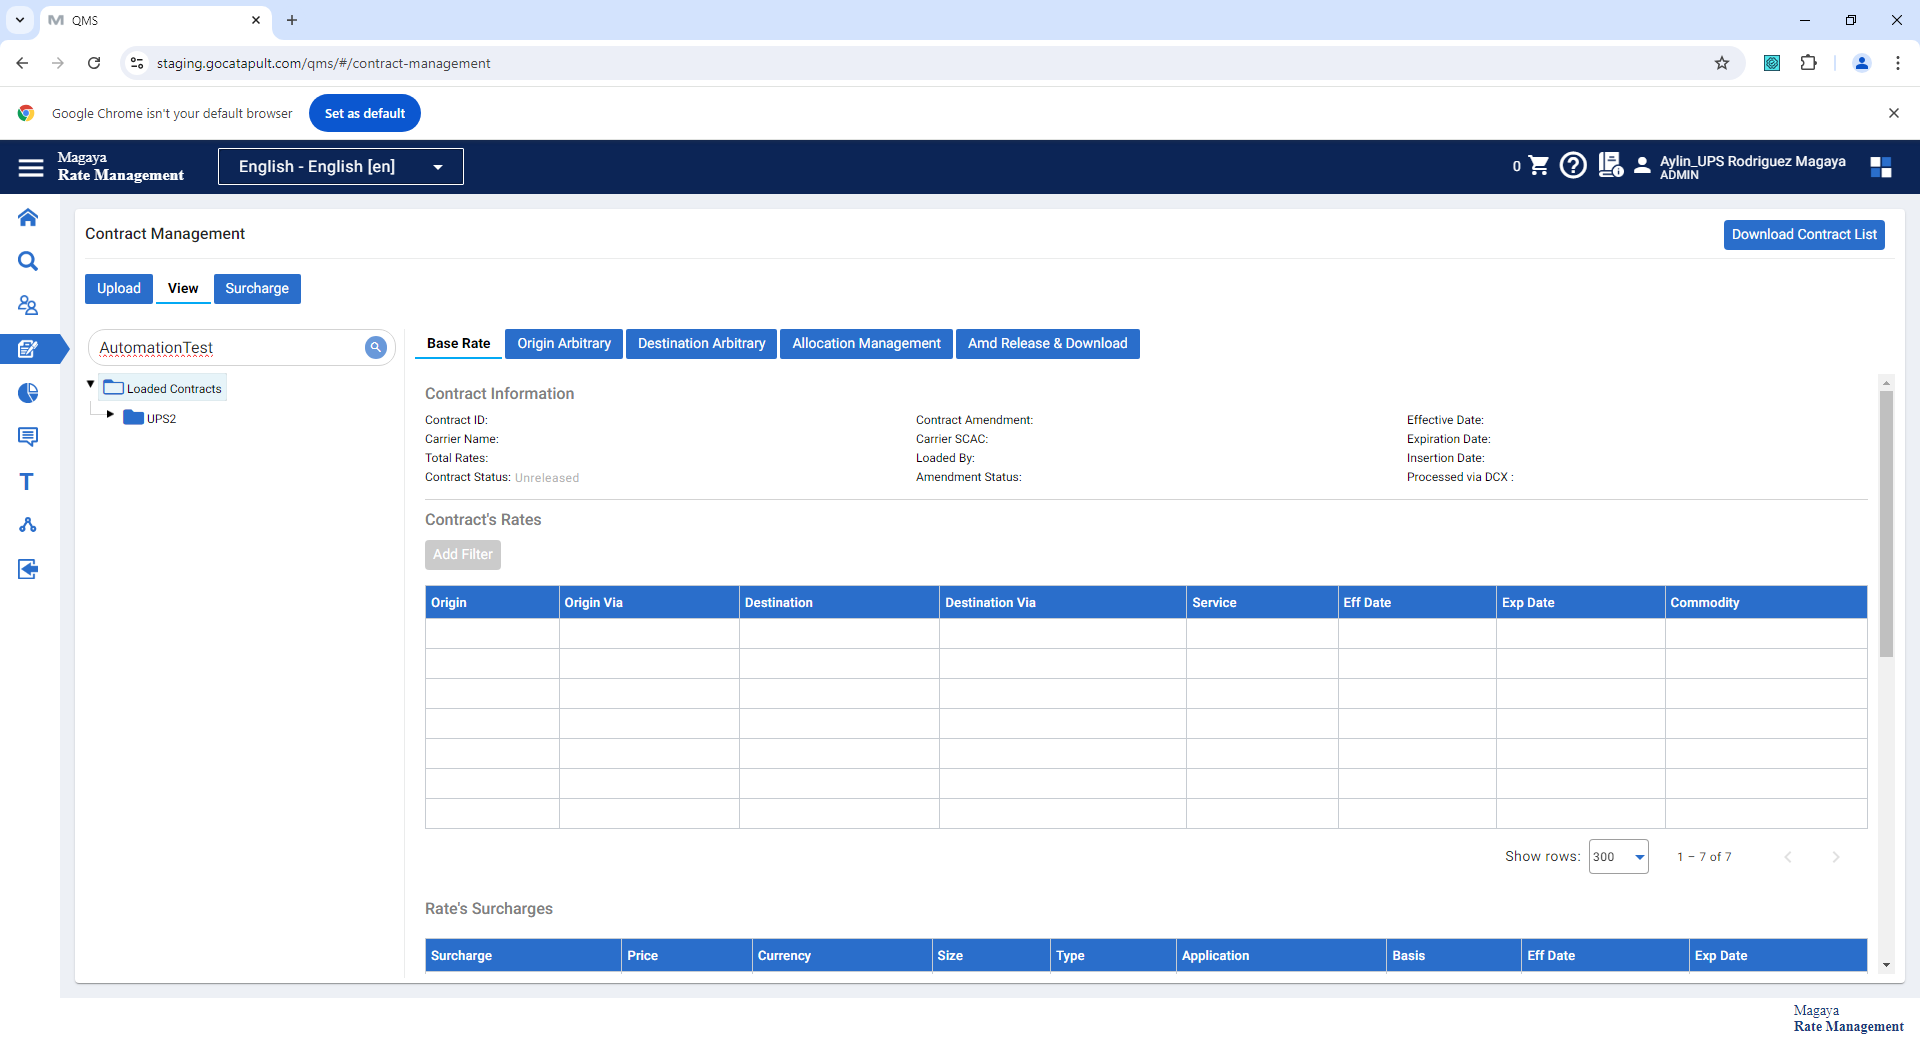 QMS
staging.gocatapult.com/qms/#/contract-management
Google Chrome isn't your default browser
Set as default
Magaya
Rate Management
English - English [en]
0
Aylin_UPS Rodriguez Magaya
ADMIN
Contract Management
Download Contract List
Upload
View
Surcharge
AutomationTest
Loaded Contracts
UPS2
Base Rate
Origin Arbitrary
Destination Arbitrary
Allocation Management
Amd Release & Download
Contract Information
Contract ID:
Contract Amendment:
Effective Date:
Carrier Name:
Carrier SCAC:
Expiration Date:
Total Rates:
Loaded By:
Insertion Date:
Contract Status: Unreleased
Amendment Status:
Processed via DCX :
Contract's Rates
Add Filter
Origin
Origin Via
Destination
Destination Via
Service
Eff Date
Exp Date
Commodity
Show rows:
300
1 – 7 of 7
Rate's Surcharges
Surcharge
Price
Currency
Size
Type
Application
Basis
Eff Date
Exp Date
Magaya
Rate Management